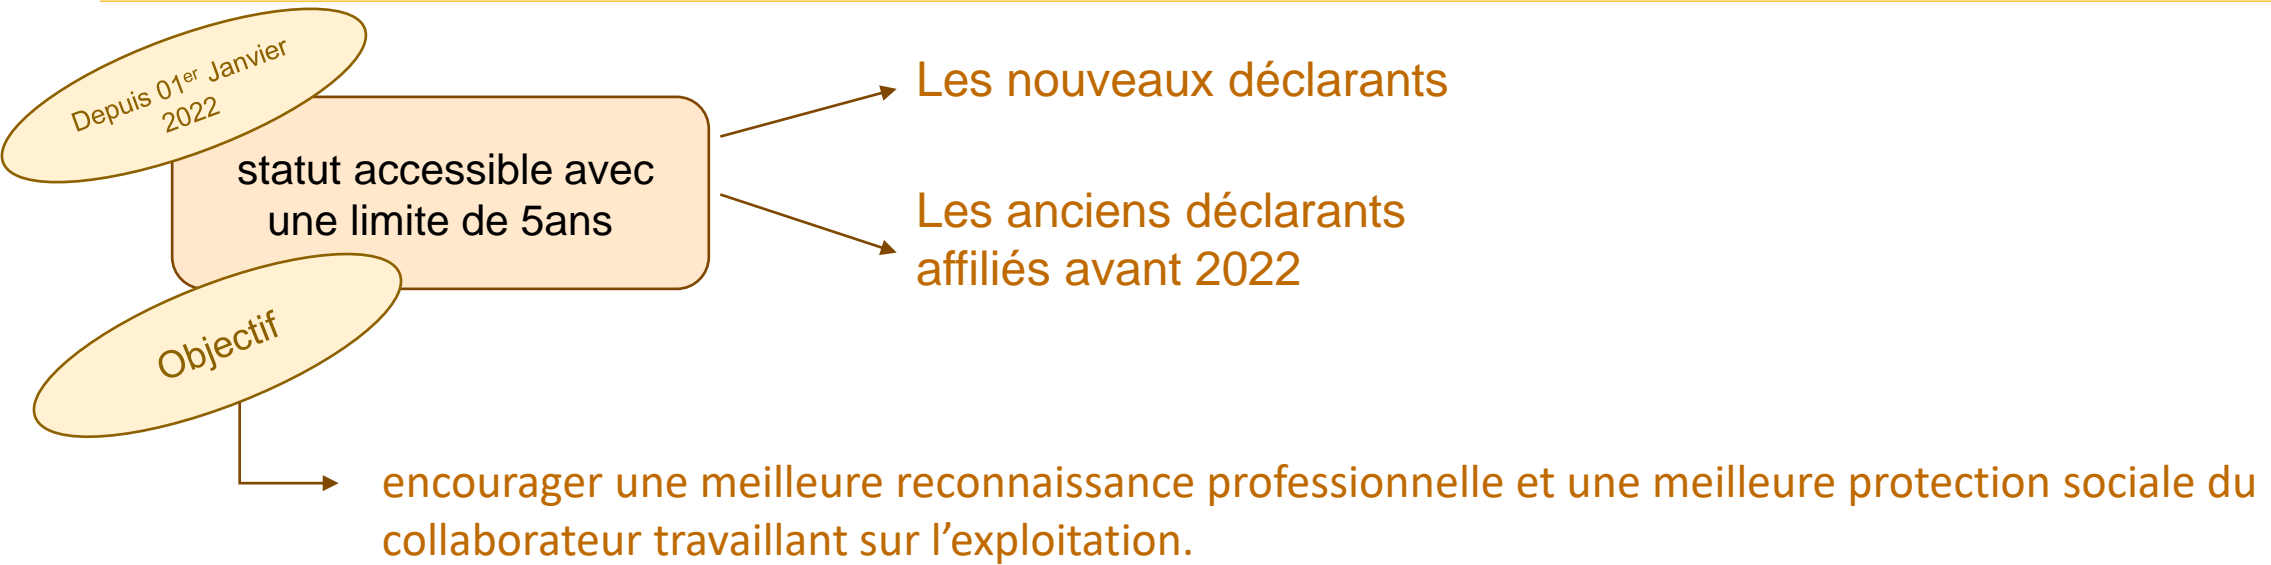 Depuis 01er Janvier
2022
statut accessible avec
une limite de 5ans
Les nouveaux déclarants
Les anciens déclarants
affiliés avant 2022
Objectif
encourager une meilleure reconnaissance professionnelle et une meilleure protection sociale du
collaborateur travaillant sur l’exploitation.